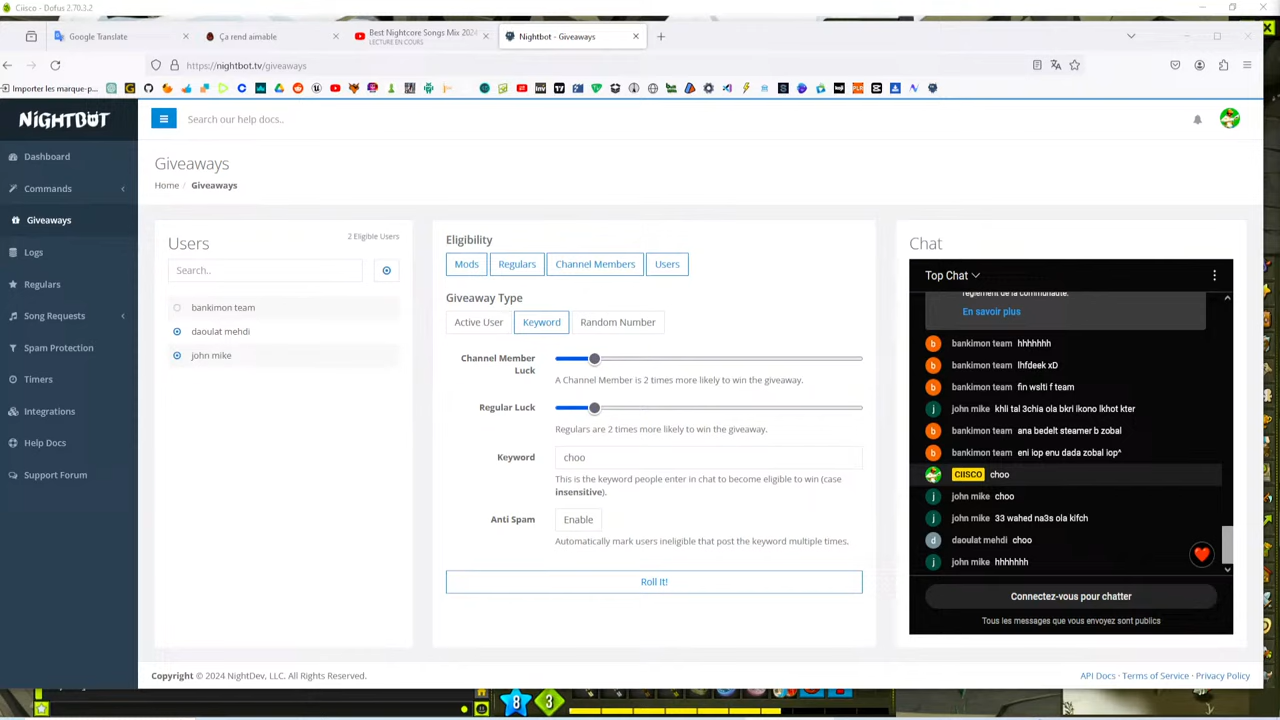 Ciisco - Dofus 2.70.3.2
Google Translate
Ça rend aimable
Best Nightcore Songs Mix 2024
LECTURE EN COURS
Nightbot - Giveaways
https://nightbot.tv/giveaways
Importer les marque-p...
NIGHTBOT
Search our help docs..
Dashboard
Commands
Giveaways
Logs
Regulars
Song Requests
Spam Protection
Timers
Integrations
Help Docs
Support Forum
Giveaways
Home / Giveaways
Users
2 Eligible Users
Search..
bankimon team
daoulat mehdi
john mike
Eligibility
Mods Regulars Channel Members Users
Giveaway Type
Active User Keyword Random Number
Channel Member Luck
A Channel Member is 2 times more likely to win the giveaway.
Regular Luck
Regulars are 2 times more likely to win the giveaway.
Keyword
choo
This is the keyword people enter in chat to become eligible to win (case
insensitive).
Anti Spam
Enable
Automatically mark users ineligible that post the keyword multiple times.
Roll It!
Chat
Top Chat
règlement de la communauté.
En savoir plus
bankimon team hhhhhhh
bankimon team lhfdeek xD
bankimon team fin wslti f team
john mike khli tal 3chia ola bkri ikono lkhot kter
bankimon team ana bedelt steamer b zobal
bankimon team eni iop enu dada zobal iop^
CIISCO choo
john mike choo
john mike 33 wahed na3s ola kifch
daoulat mehdi choo
john mike hhhhhhh
Connectez-vous pour chatter
Tous les messages que vous envoyez sont publics
Copyright © 2024 NightDev, LLC. All Rights Reserved.
API Docs · Terms of Service · Privacy Policy
8
3